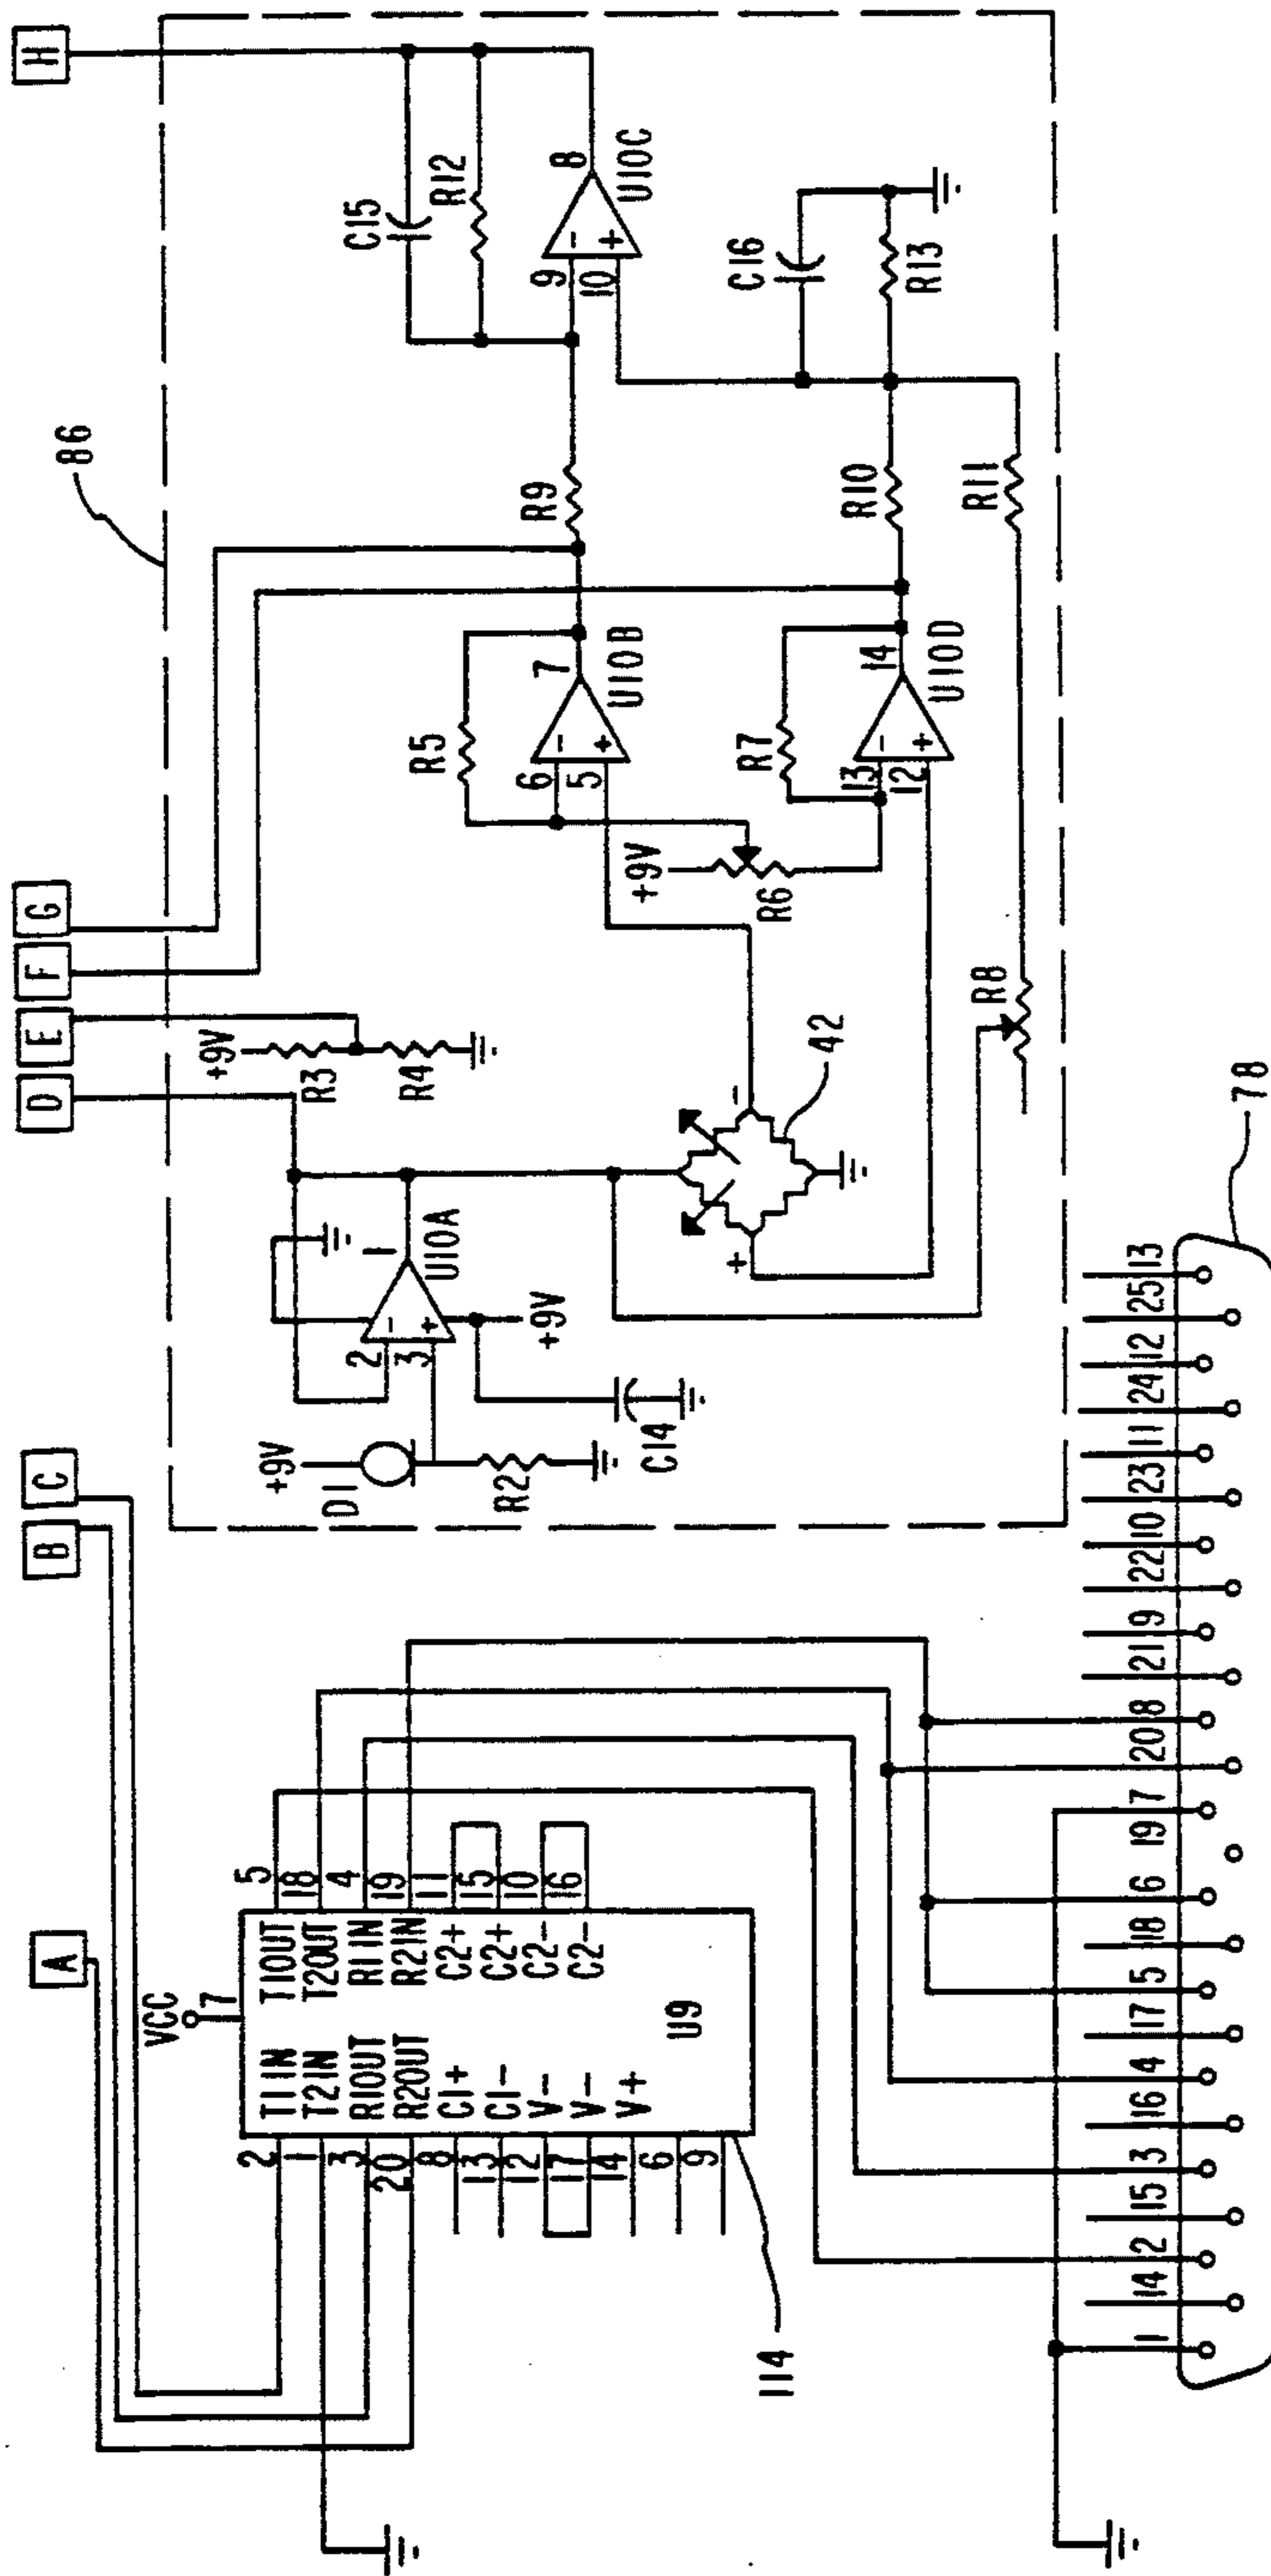 A
B
C
D
E
F
G
H
86
VCC
7
2
1
3
20
8
13
12
17
14
6
9
T1IN
T2IN
R1OUT
R2OUT
C1+
C1-
V-
V-
V+
T1OUT
T2OUT
R1IN
R2IN
C2+
C2+
C2-
C2-
U9
5
18
4
19
11
15
10
16
114
+9V
D1
R2
C14
+9V
2
3
-
+
1
U10A
+9V
R3
R4
+
-
42
R8
+9V
R6
R5
6
5
-
+
7
U10B
R7
13
12
-
+
14
U10D
R9
R10
R11
C15
R12
9
10
-
+
8
U10C
C16
R13
1
14
2
15
3
16
4
17
5
18
6
19
7
20
8
21
9
22
10
23
11
24
12
25
13
78